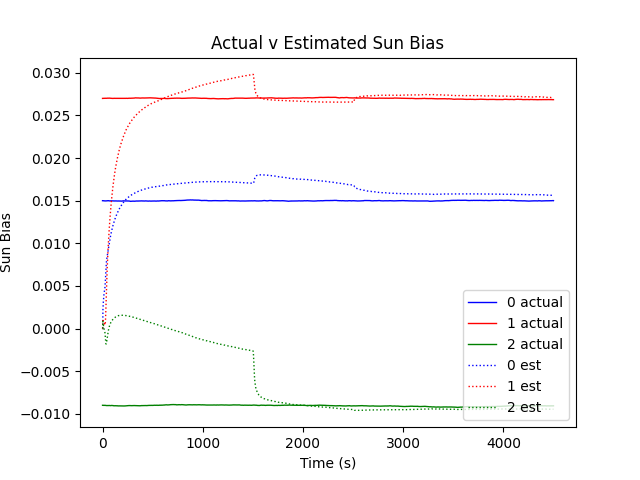 Actual v Estimated Sun Bias
0.030
0.025
0.020
0.015
0.010
0.005
0.000
−0.005
−0.010
Sun Bias
0 actual
1 actual
2 actual
0 est
1 est
2 est
0 1000 2000 3000 4000
Time (s)